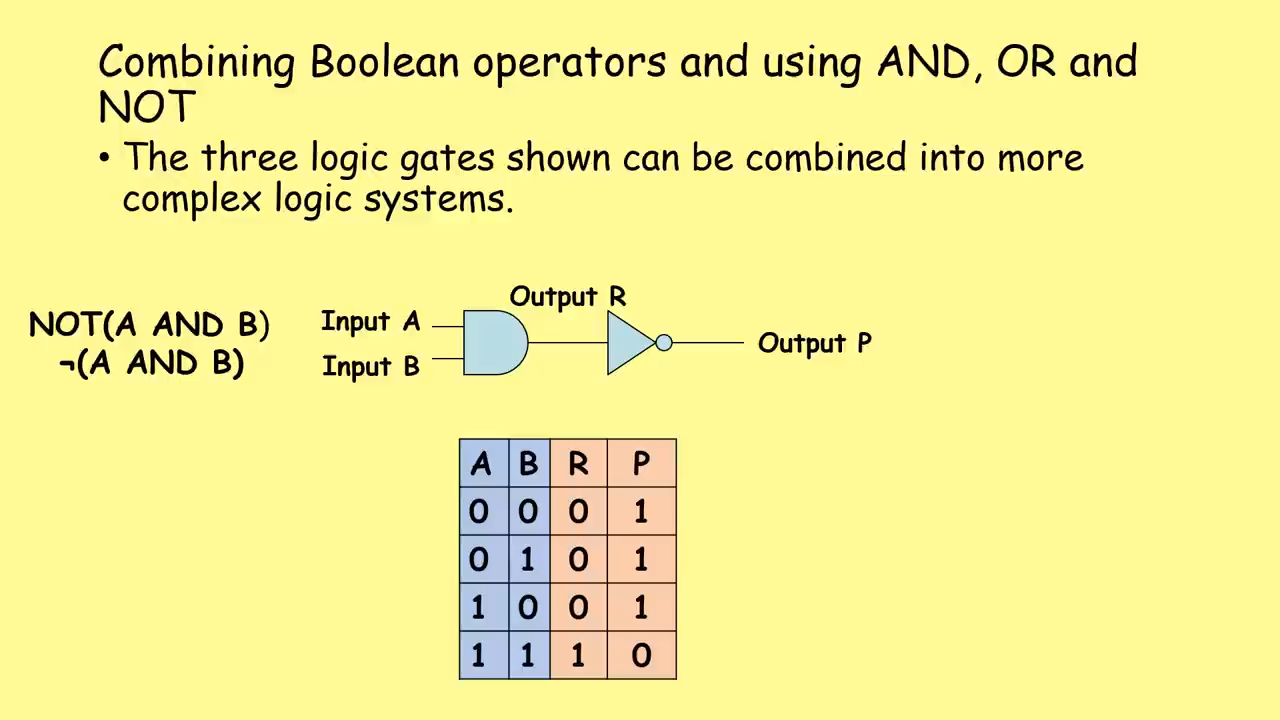 Combining Boolean operators and using AND, OR and
NOT
• The three logic gates shown can be combined into more
complex logic systems.
Output R
NOT(A AND B)
¬(A AND B)
Input A
Input B
Output P
A B R P
0 0 0 1
0 1 0 1
1 0 0 1
1 1 1 0